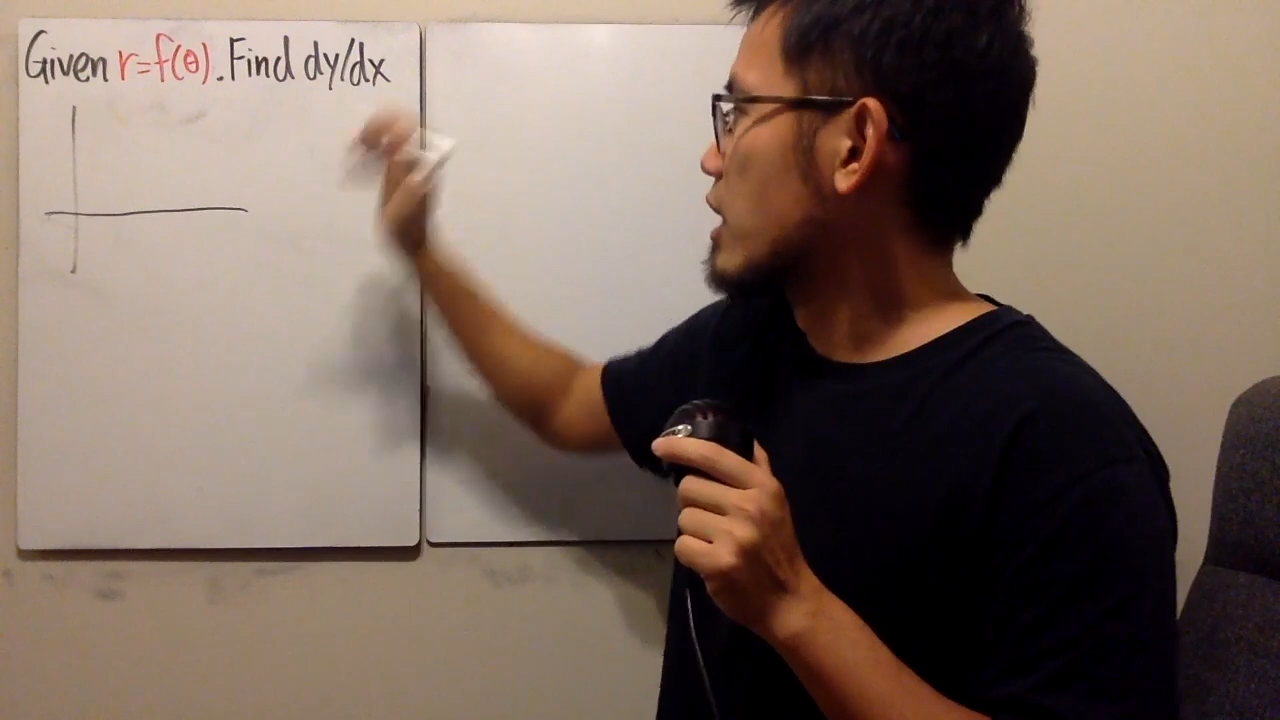 Given r=f(θ). Find dy/dx